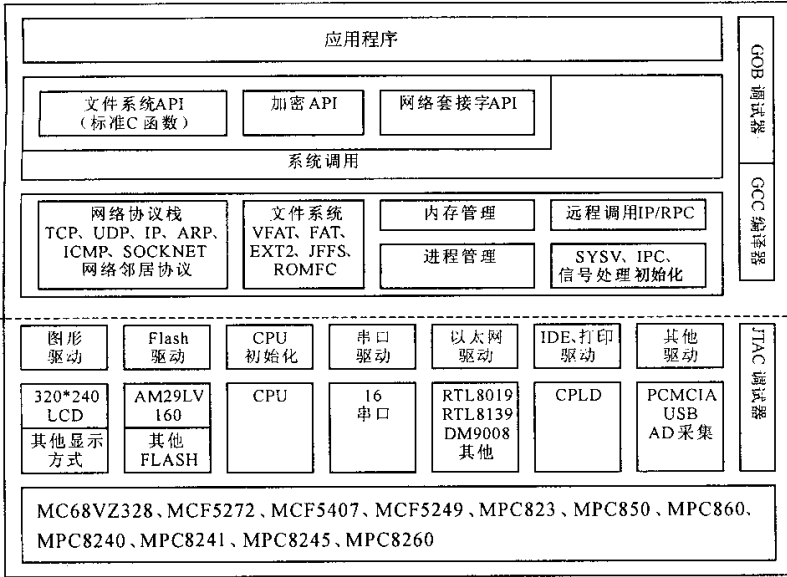 应用程序
文件系统API
（标准C函数）
加密API
网络套接字API
系统调用
网络协议栈
TCP、UDP、IP、ARP、
ICMP、SOCKNET
网络邻居协议
文件系统
VFAT、FAT、
EXT2、JFFS、
ROMFC
内存管理
进程管理
远程调用IP/RPC
SYSV、IPC、
信号处理初始化
GOB调试器
GCC编译器
图形
驱动
Flash
驱动
CPU
初始化
串口
驱动
以太网
驱动
IDE、打印
驱动
其他
驱动
320*240
LCD
其他显示
方式
AM29LV
160
其他
FLASH
CPU
16
串口
RTL8019
RTL8139
DM9008
其他
CPLD
PCMCIA
USB
AD采集
JTAC调试器
MC68VZ328、MCF5272、MCF5407、MCF5249、MPC823、MPC850、MPC860、
MPC8240、MPC8241、MPC8245、MPC8260